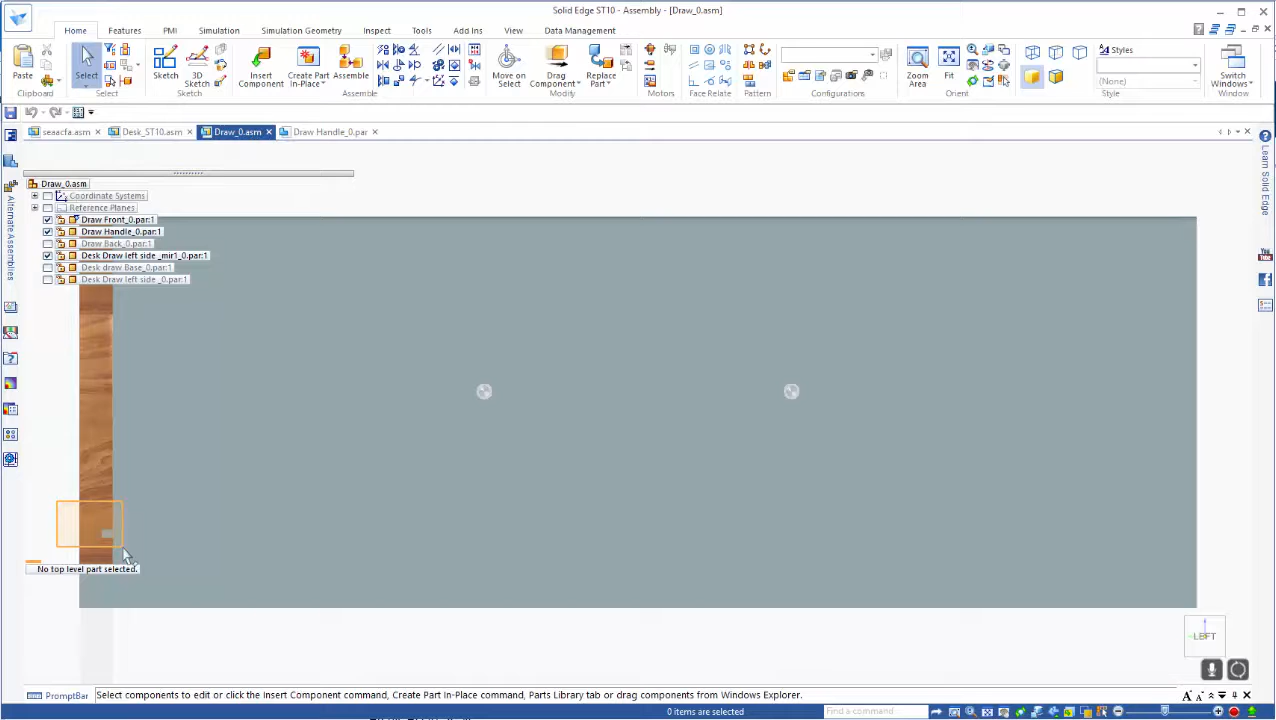 Solid Edge ST10 - Assembly - [Draw_0.asm]
Home Features PMI Simulation Simulation Geometry Inspect Tools Add Ins View Data Management
Paste Select Sketch 3D Sketch Insert Component Create Part In-Place Assemble Move on Select Drag Component Replace Part Zoom Area Fit Styles (None) Switch Windows
Clipboard Select Sketch Assemble Modify Motors Face Relate Pattern Configurations Orient Style Window
seaacfa.asm Desk_ST10.asm Draw_0.asm Draw Handle_0.par
Learn Solid Edge
Alternate Assemblies
Draw_0.asm
Coordinate Systems
Reference Planes
Draw Front_0.par:1
Draw Handle_0.par:1
Draw Back_0.par:1
Desk Draw left side _mir1_0.par:1
Desk draw Base_0.par:1
Desk Draw left side _0.par:1
You Tube
No top level part selected.
LEFT
PromptBar Select components to edit or click the Insert Component command, Create Part In-Place command, Parts Library tab or drag components from Windows Explorer.
0 items are selected Find a command